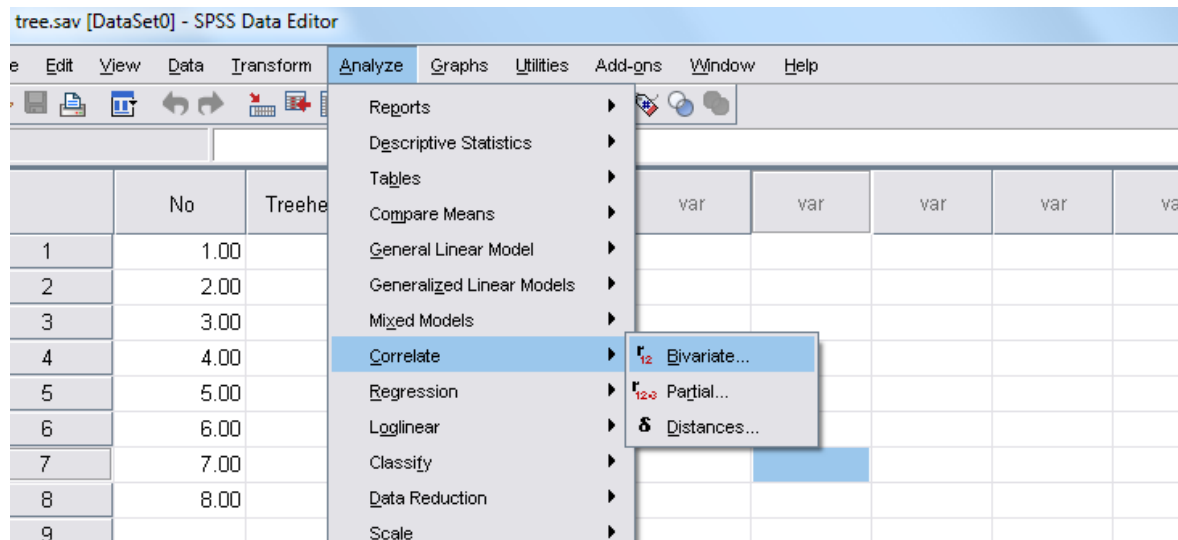 tree.sav [DataSet0] - SPSS Data Editor
e Edit View Data Transform Analyze Graphs Utilities Add-ons Window Help
Reports
Descriptive Statistics
Tables
No Treehe var var var var va
Compare Means
1 1.00 General Linear Model
2 2.00 Generalized Linear Models
3 3.00 Mixed Models
4 4.00 Correlate r12 Bivariate...
5 5.00 Regression r12•3 Partial...
6 6.00 Loglinear δ Distances...
7 7.00 Classify
8 8.00 Data Reduction
9 Scale